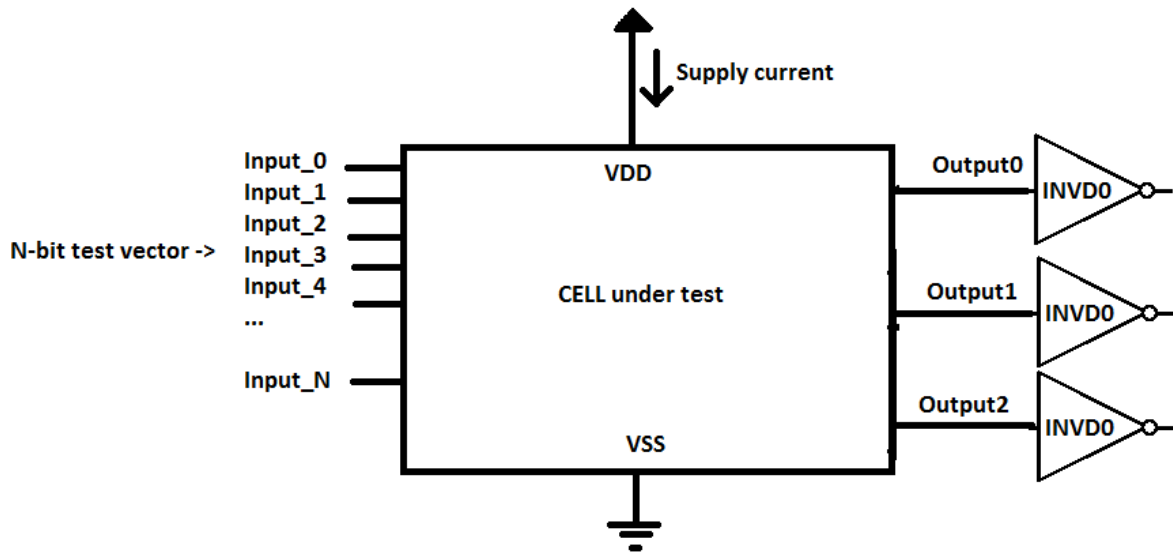 Supply current
VDD
Input_0
Input_1
Input_2
Input_3
Input_4
...
Input_N
N-bit test vector ->
CELL under test
VSS
Output0
INVD0
Output1
INVD0
Output2
INVD0